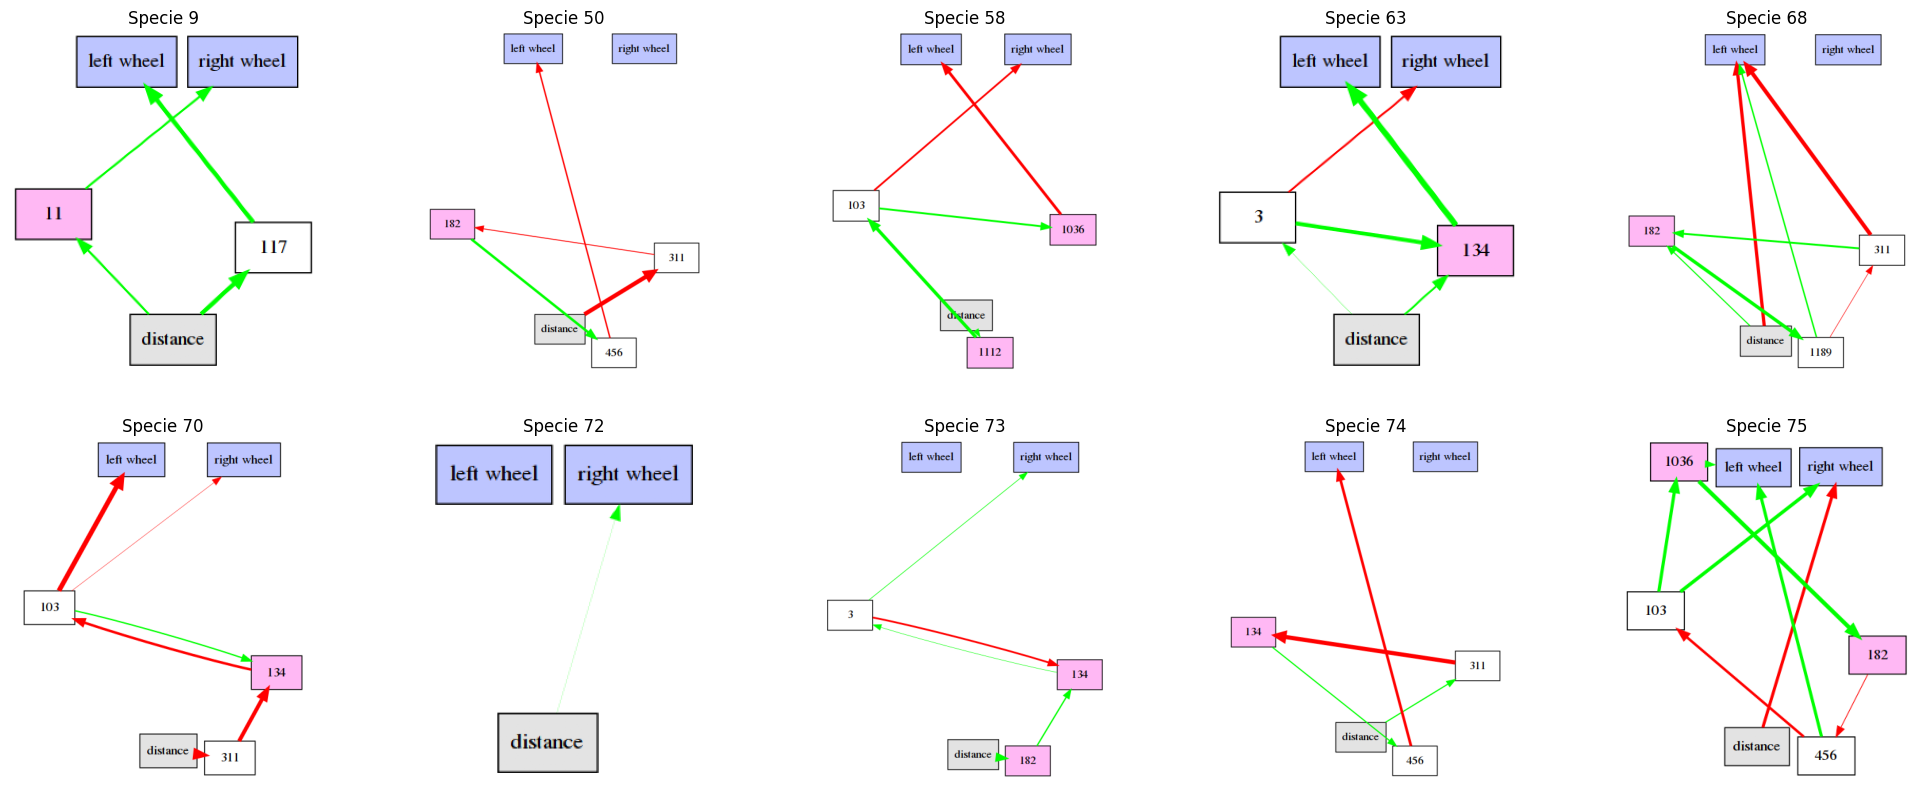 Specie 9
left wheel
right wheel
11
117
distance
Specie 50
left wheel
right wheel
182
311
distance
456
Specie 58
left wheel
right wheel
103
1036
distance
1112
Specie 63
left wheel
right wheel
3
134
distance
Specie 68
left wheel
right wheel
182
311
distance
1189
Specie 70
left wheel
right wheel
103
134
distance
311
Specie 72
left wheel
right wheel
distance
Specie 73
left wheel
right wheel
3
134
distance
182
Specie 74
left wheel
right wheel
134
311
distance
456
Specie 75
1036
left wheel
right wheel
103
182
distance
456